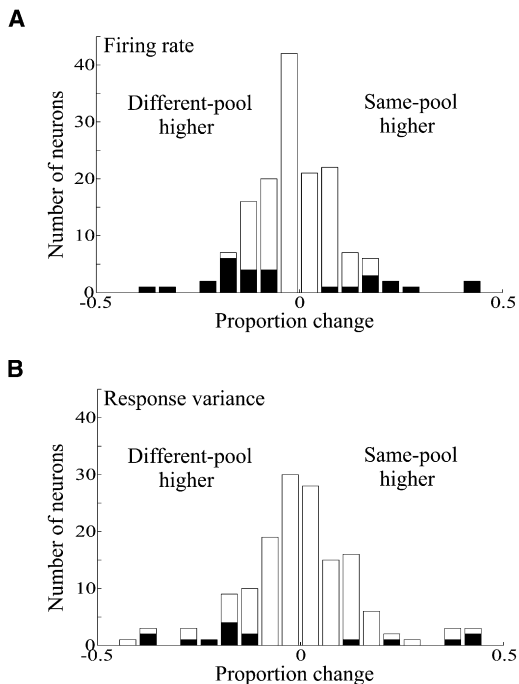 A
Firing rate
Different-pool
higher
Same-pool
higher
Number of neurons
40
30
20
10
0
-0.5
0
0.5
Proportion change
B
Response variance
Different-pool
higher
Same-pool
higher
Number of neurons
40
30
20
10
0
-0.5
0
0.5
Proportion change